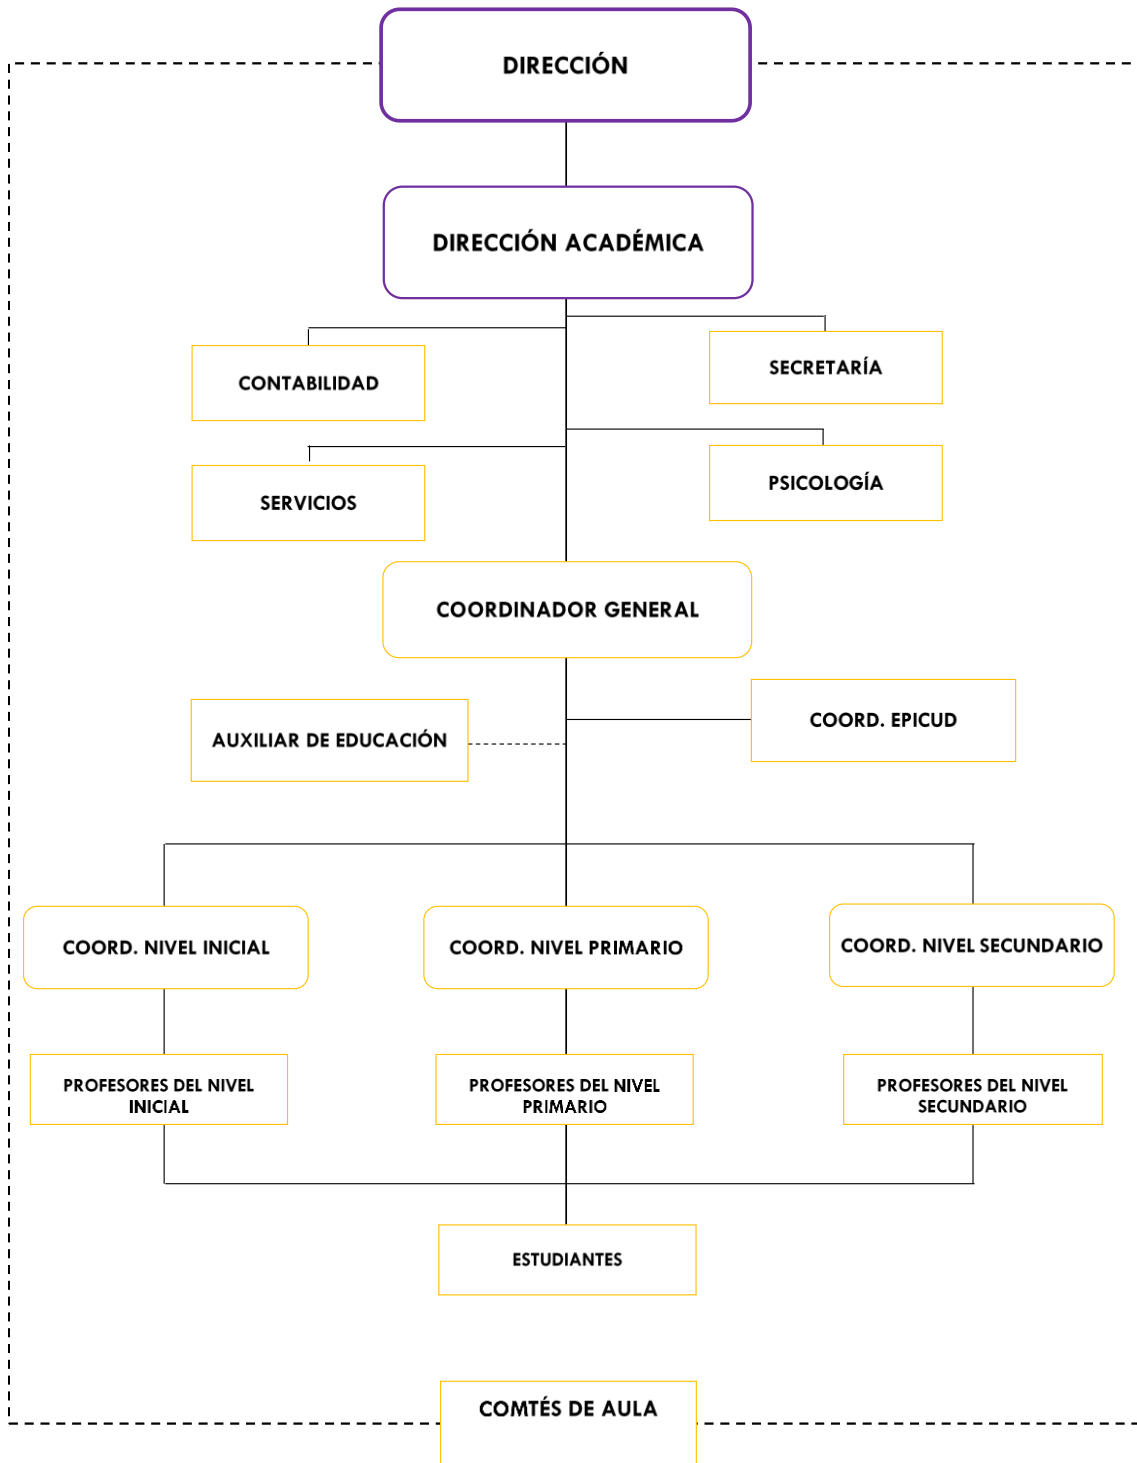 DIRECCIÓN
DIRECCIÓN ACADÉMICA
CONTABILIDAD
SECRETARÍA
SERVICIOS
PSICOLOGÍA
COORDINADOR GENERAL
AUXILIAR DE EDUCACIÓN
COORD. EPICUD
COORD. NIVEL INICIAL
COORD. NIVEL PRIMARIO
COORD. NIVEL SECUNDARIO
PROFESORES DEL NIVEL
INICIAL
PROFESORES DEL NIVEL
PRIMARIO
PROFESORES DEL NIVEL
SECUNDARIO
ESTUDIANTES
COMTÉS DE AULA